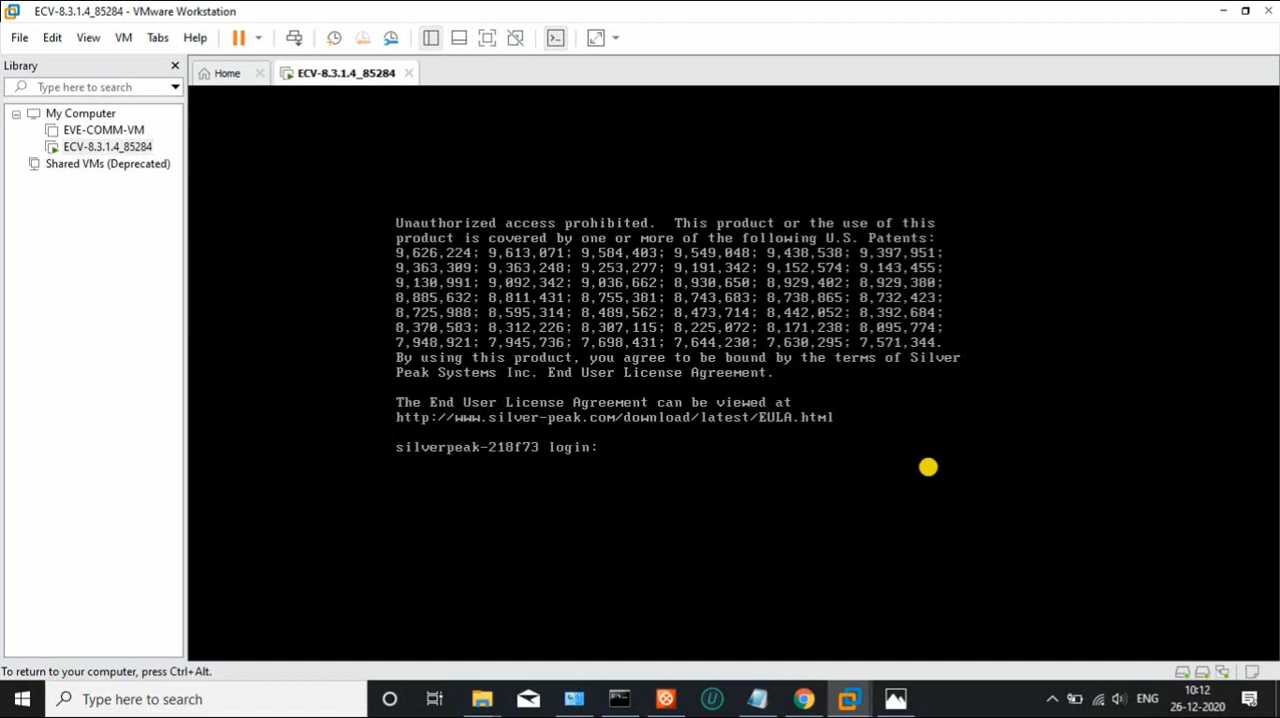 ECV-8.3.1.4_85284 - VMware Workstation
File Edit View VM Tabs Help
Library
Type here to search
My Computer
EVE-COMM-VM
ECV-8.3.1.4_85284
Shared VMs (Deprecated)
Home
ECV-8.3.1.4_85284
Unauthorized access prohibited.  This product or the use of this
product is covered by one or more of the following U.S. Patents:
9,626,224; 9,613,071; 9,584,403; 9,549,048; 9,438,538; 9,397,951;
9,363,309; 9,363,248; 9,253,277; 9,191,342; 9,152,574; 9,143,455;
9,130,991; 9,092,342; 9,036,662; 8,930,650; 8,929,402; 8,929,380;
8,885,632; 8,811,431; 8,755,381; 8,743,683; 8,738,865; 8,732,423;
8,725,988; 8,595,314; 8,489,562; 8,473,714; 8,442,052; 8,392,684;
8,370,583; 8,312,226; 8,307,115; 8,225,072; 8,171,238; 8,095,774;
7,948,921; 7,945,736; 7,698,431; 7,644,230; 7,630,295; 7,571,344.
By using this product, you agree to be bound by the terms of Silver
Peak Systems Inc. End User License Agreement.
The End User License Agreement can be viewed at
http://www.silver-peak.com/download/latest/EULA.html
silverpeak-218f73 login:
To return to your computer, press Ctrl+Alt.
Type here to search
ENG
10:12
26-12-2020